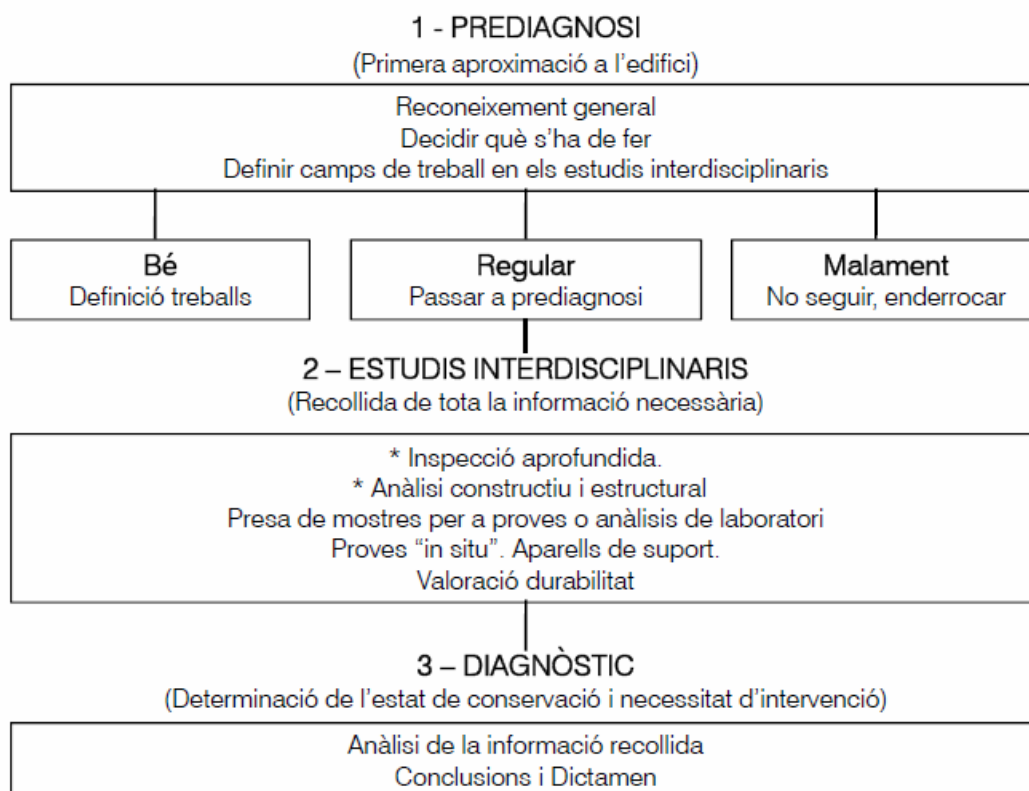 1 - PREDIAGNOSI
(Primera aproximació a l'edifici)
Reconeixement general
Decidir què s'ha de fer
Definir camps de treball en els estudis interdisciplinaris
Bé
Definició treballs
Regular
Passar a prediagnosi
Malament
No seguir, enderrocar
2 – ESTUDIS INTERDISCIPLINARIS
(Recollida de tota la informació necessària)
* Inspecció aprofundida.
* Anàlisi constructiu i estructural
Presa de mostres per a proves o anàlisis de laboratori
Proves "in situ". Aparells de suport.
Valoració durabilitat
3 – DIAGNÒSTIC
(Determinació de l'estat de conservació i necessitat d'intervenció)
Anàlisi de la informació recollida
Conclusions i Dictamen